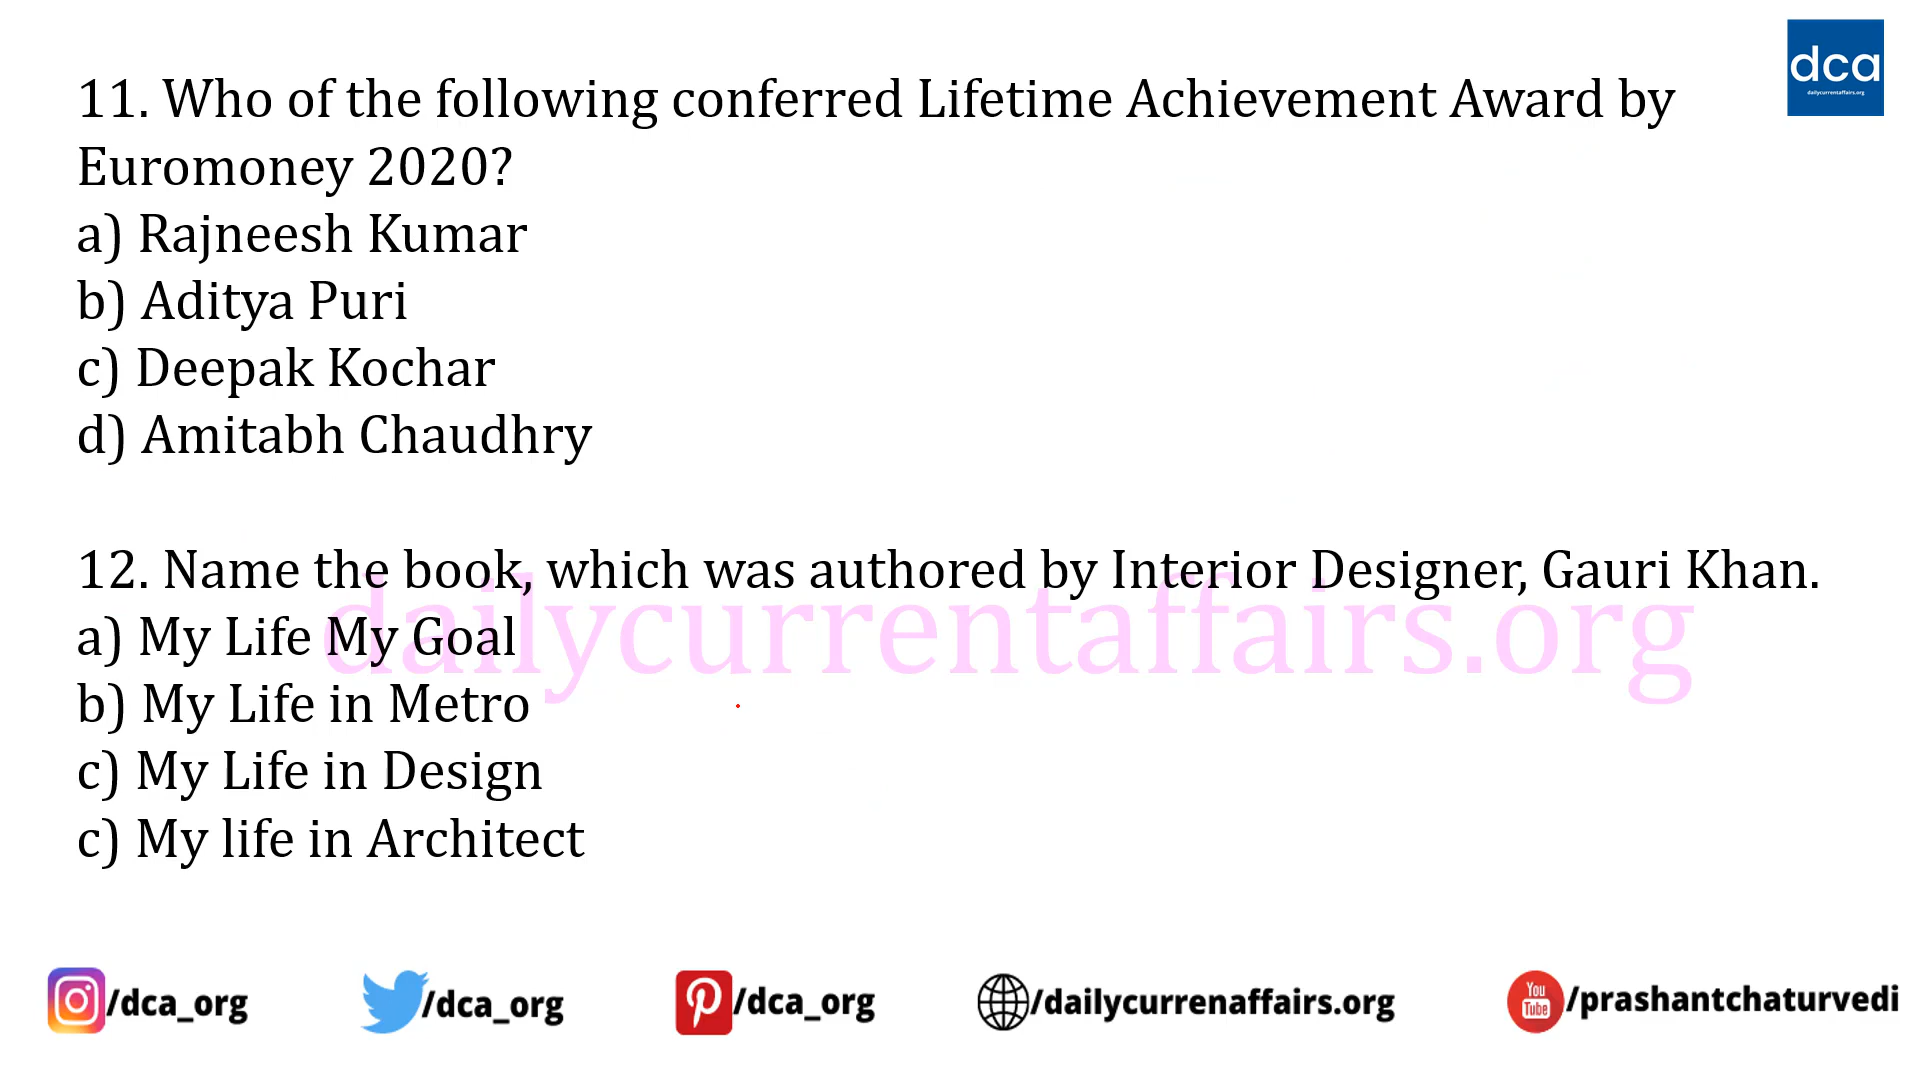 dca
dailycurrentaffairs.org
11. Who of the following conferred Lifetime Achievement Award by
Euromoney 2020?
a) Rajneesh Kumar
b) Aditya Puri
c) Deepak Kochar
d) Amitabh Chaudhry
12. Name the book, which was authored by Interior Designer, Gauri Khan.
dailycurrentaffairs.org
a) My Life My Goal
b) My Life in Metro
c) My Life in Design
c) My life in Architect
/dca_org
/dca_org
/dca_org
/dailycurrenaffairs.org
You
Tube
/prashantchaturvedi